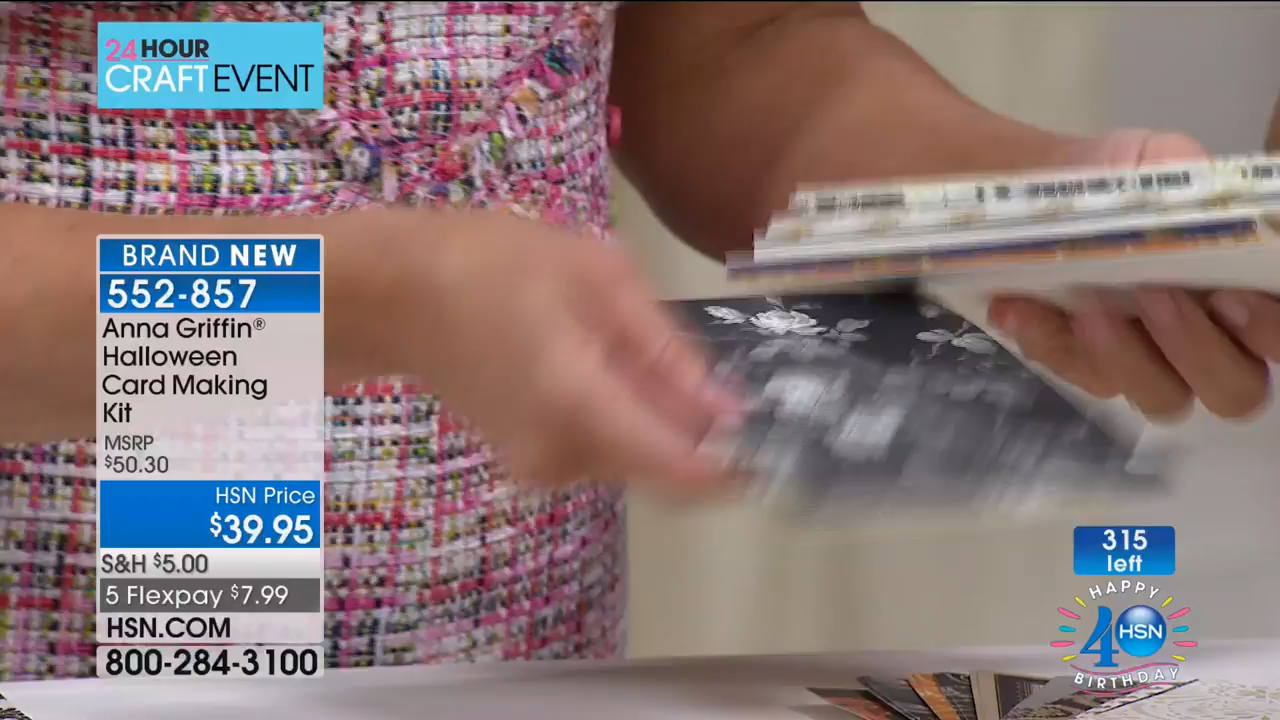 24 HOUR
CRAFT EVENT
BRAND NEW
552-857
Anna Griffin®
Halloween
Card Making
Kit
MSRP
$50.30
HSN Price
$39.95
S&H $5.00
5 Flexpay $7.99
HSN.COM
800-284-3100
315
left
HAPPY
40 HSN
BIRTHDAY